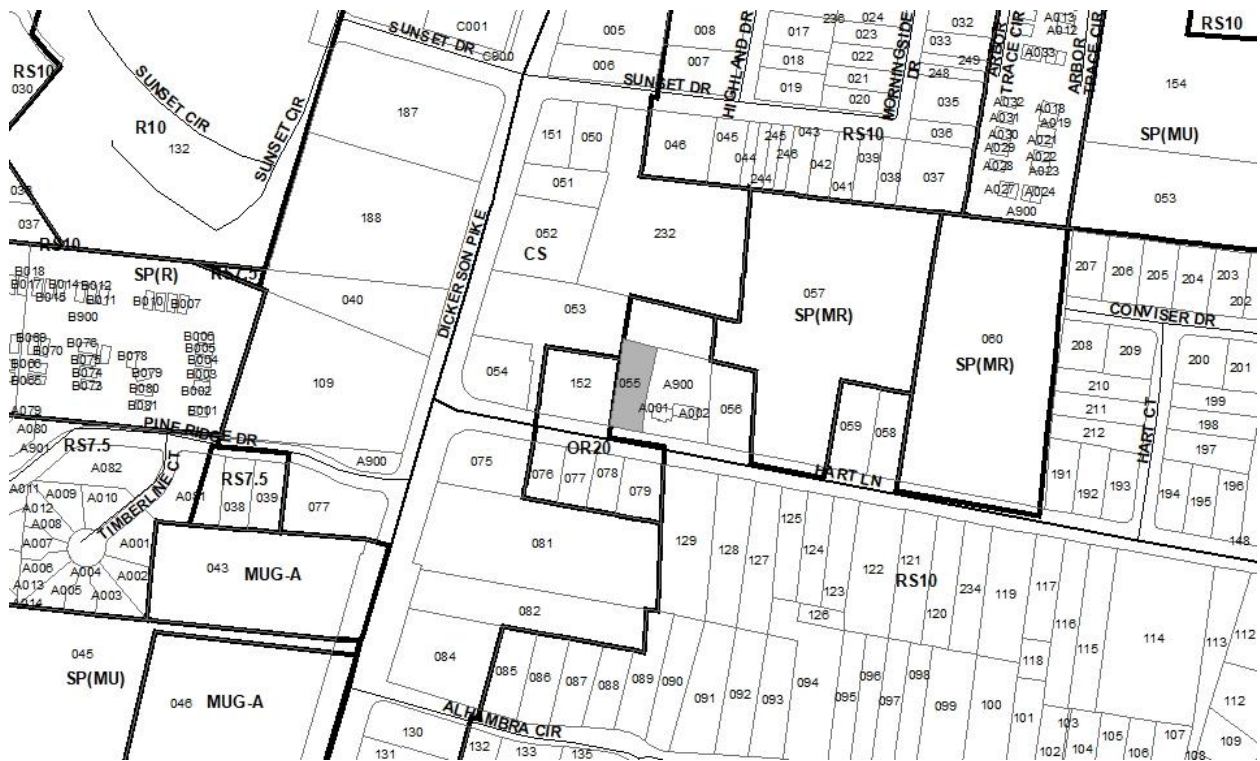 SUNSET DR
C001
C900
005
006
008
007
HIGHLAND DR
236
024
017
023
018
022
021
019
020
SUNSET DR
MORNINGSIDE DR
032
033
249
248
035
036
ARBOR TRACE CIR
A013
A012
A033
ARBOR TRACE CIR
RS10
154
SP(MU)
053
RS10
030
SUNSET CIR
R10
132
SUNSET CIR
187
188
151
050
051
052
CS
232
046
045
044
244
245
246
043
042
041
RS10
039
038
037
A032
A031
A030
A029
A028
A027
A018
A019
A021
A022
A023
A024
A900
037
RS10
SP(R)
RS7.5
B018
B017
B014
B012
B015
B011
B010
B007
B900
B069
B070
B076
B075
B074
B073
B066
B065
B078
B079
B080
B081
B006
B005
B004
B003
B002
B001
040
109
DICKERSON PIKE
053
054
152
055
A900
A001
A002
056
057
SP(MR)
059
058
060
SP(MR)
207
206
205
204
203
202
CONVISER DR
208
209
210
211
212
200
201
199
198
197
HART CT
191
192
193
194
195
196
148
A079
A080
A901
RS7.5
A082
PINE RIDGE DR
TIMBERLINE CT
A081
RS7.5
038
039
A900
077
A011
A012
A009
A010
A008
A007
A006
A013
A014
A005
A004
A003
A002
A001
043
MUG-A
075
OR20
076
077
078
079
HART LN
081
082
129
128
127
125
124
123
126
122
121
120
RS10
234
119
117
118
116
115
114
113
112
112
045
SP(MU)
046
MUG-A
084
085
086
087
088
089
090
091
092
093
094
095
096
097
098
099
100
101
102
103
104
105
106
107
108
109
ALHAMBRA CIR
130
131
132
133
135